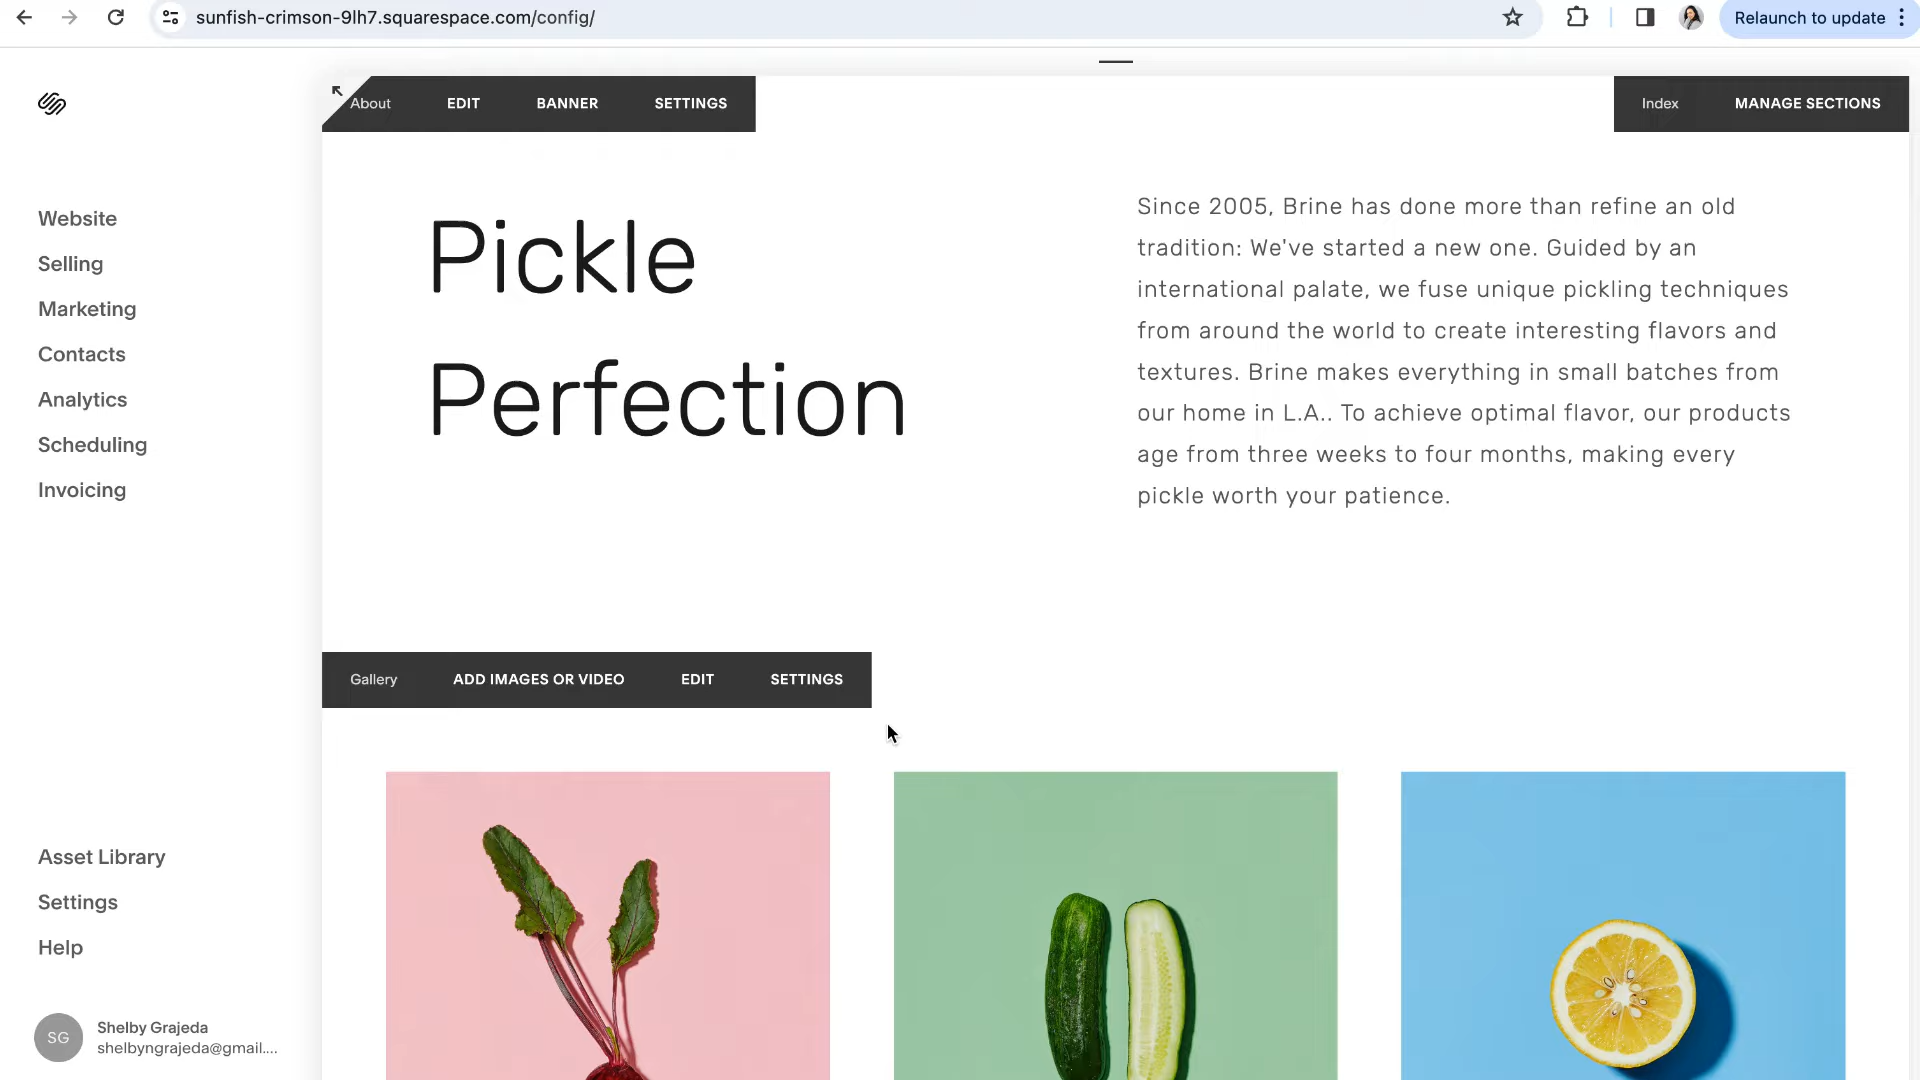 sunfish-crimson-9lh7.squarespace.com/config/
Relaunch to update
Website
Selling
Marketing
Contacts
Analytics
Scheduling
Invoicing
Asset Library
Settings
Help
SG
Shelby Grajeda
shelbyngrajeda@gmail....
About EDIT BANNER SETTINGS
Index MANAGE SECTIONS
Pickle
Perfection
Since 2005, Brine has done more than refine an old
tradition: We've started a new one. Guided by an
international palate, we fuse unique pickling techniques
from around the world to create interesting flavors and
textures. Brine makes everything in small batches from
our home in L.A.. To achieve optimal flavor, our products
age from three weeks to four months, making every
pickle worth your patience.
Gallery ADD IMAGES OR VIDEO EDIT SETTINGS